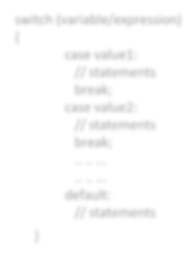 switch (variable/expression)
{
case value1:
// statements
break;
case value2:
// statements
break;
.. .. ...
.. .. ...
default:
// statements
}